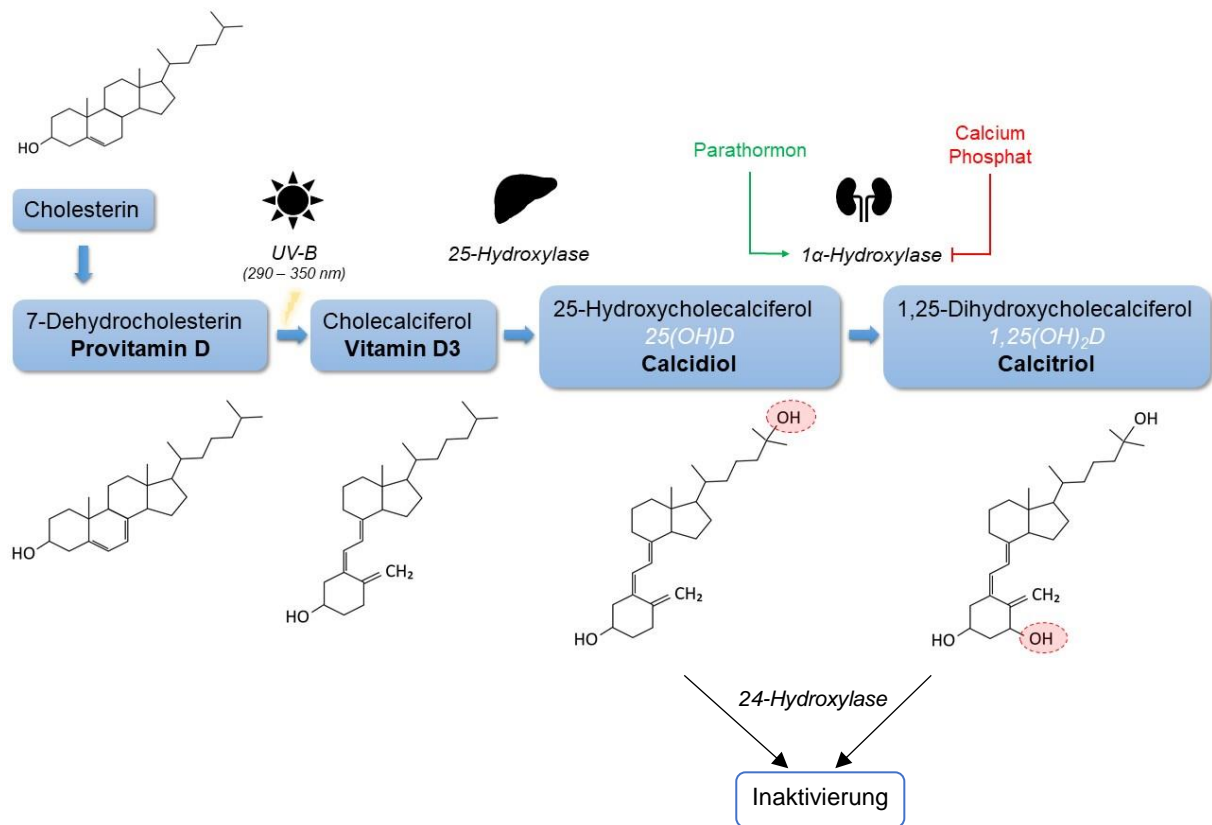 HO
Cholesterin
UV-B
(290 – 350 nm)
25-Hydroxylase
Parathormon
Calcium
Phosphat
1α-Hydroxylase
7-Dehydrocholesterin
Provitamin D
Cholecalciferol
Vitamin D3
25-Hydroxycholecalciferol
25(OH)D
Calcidiol
1,25-Dihydroxycholecalciferol
1,25(OH)₂D
Calcitriol
HO
CH₂
HO
OH
CH₂
HO
OH
CH₂
HO
OH
24-Hydroxylase
Inaktivierung